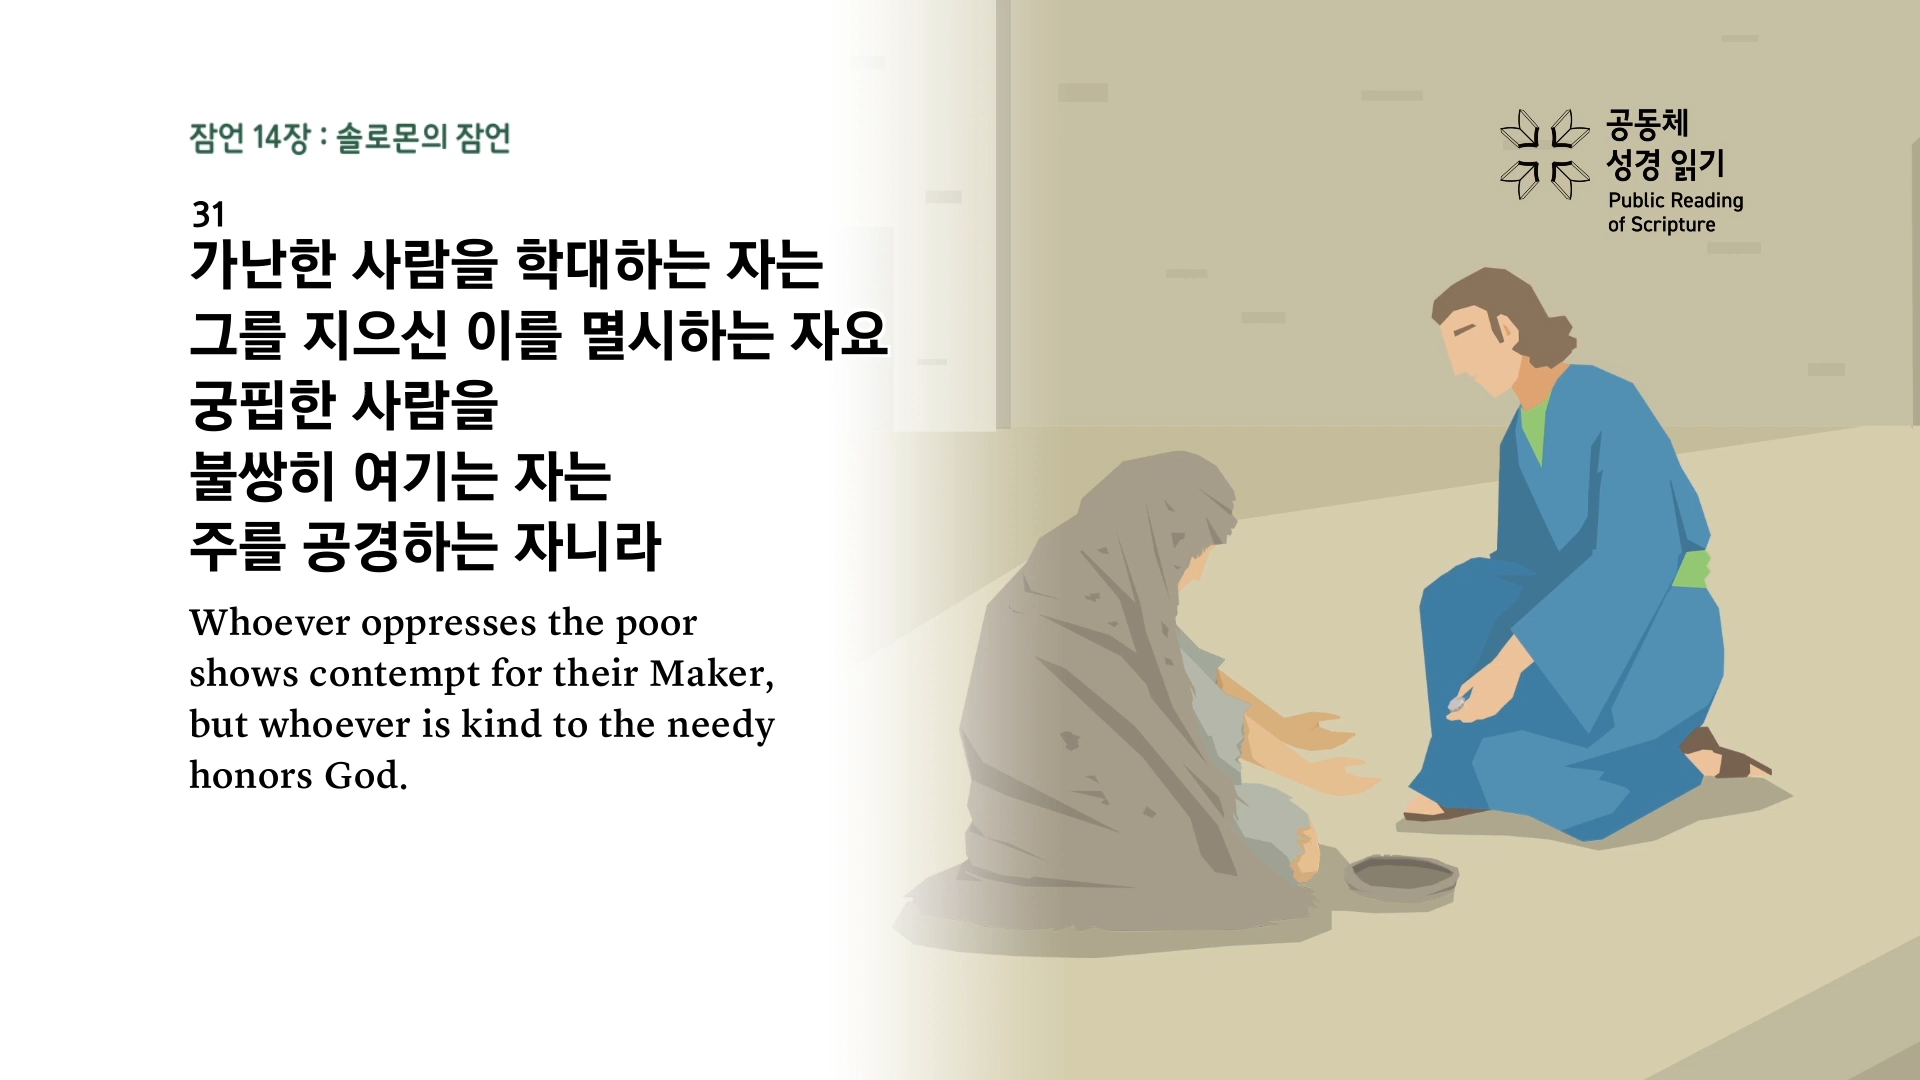 잠언 14장 : 솔로몬의 잠언
31
가난한 사람을 학대하는 자는
그를 지으신 이를 멸시하는 자요
궁핍한 사람을
불쌍히 여기는 자는
주를 공경하는 자니라
Whoever oppresses the poor
shows contempt for their Maker,
but whoever is kind to the needy
honors God.
공동체
성경 읽기
Public Reading
of Scripture